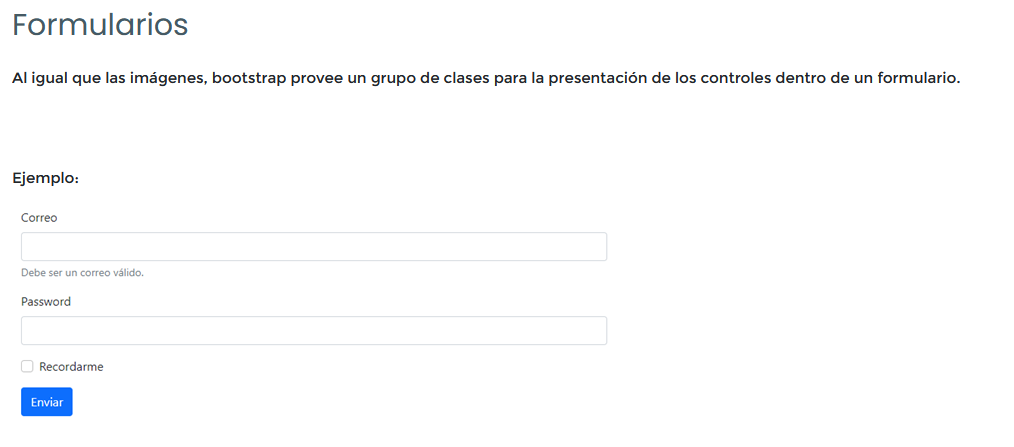 Formularios
Al igual que las imágenes, bootstrap provee un grupo de clases para la presentación de los controles dentro de un formulario.
Ejemplo:
Correo
Debe ser un correo válido.
Password
Recordarme
Enviar